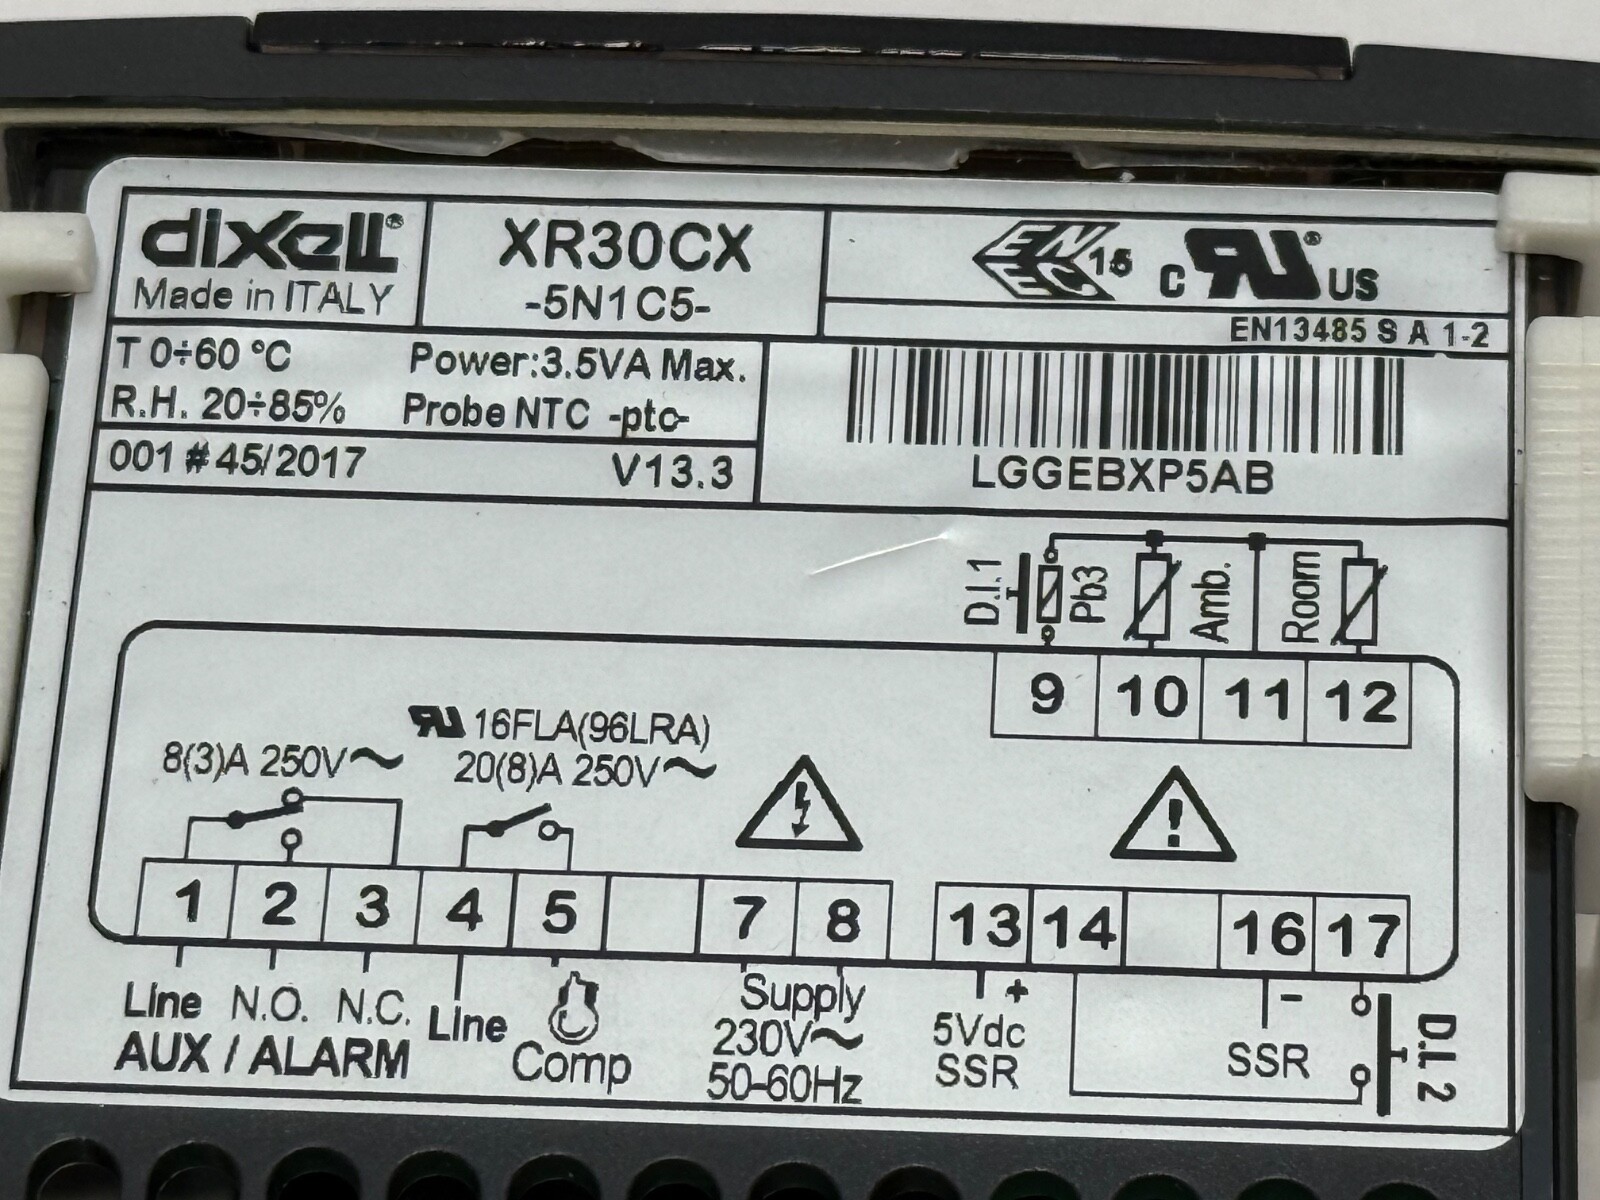 dixell®
Made in ITALY
XR30CX
-5N1C5-
ENEC 15 c RU® US
EN13485 S A 1-2
T 0÷60 °C Power:3.5VA Max.
R.H. 20÷85% Probe NTC -ptc-
001 #45/2017 V13.3
LGGEBXP5AB
D.I.1 Pb3 Amb. Room
9 10 11 12
RU 16FLA(96LRA)
8(3)A 250V~ 20(8)A 250V~
!
1 2 3 4 5 7 8 13 14 16 17
Line N.O. N.C. Line Comp
AUX / ALARM
Supply
230V~
50-60Hz
+
5Vdc
SSR
-
SSR
D.I.2